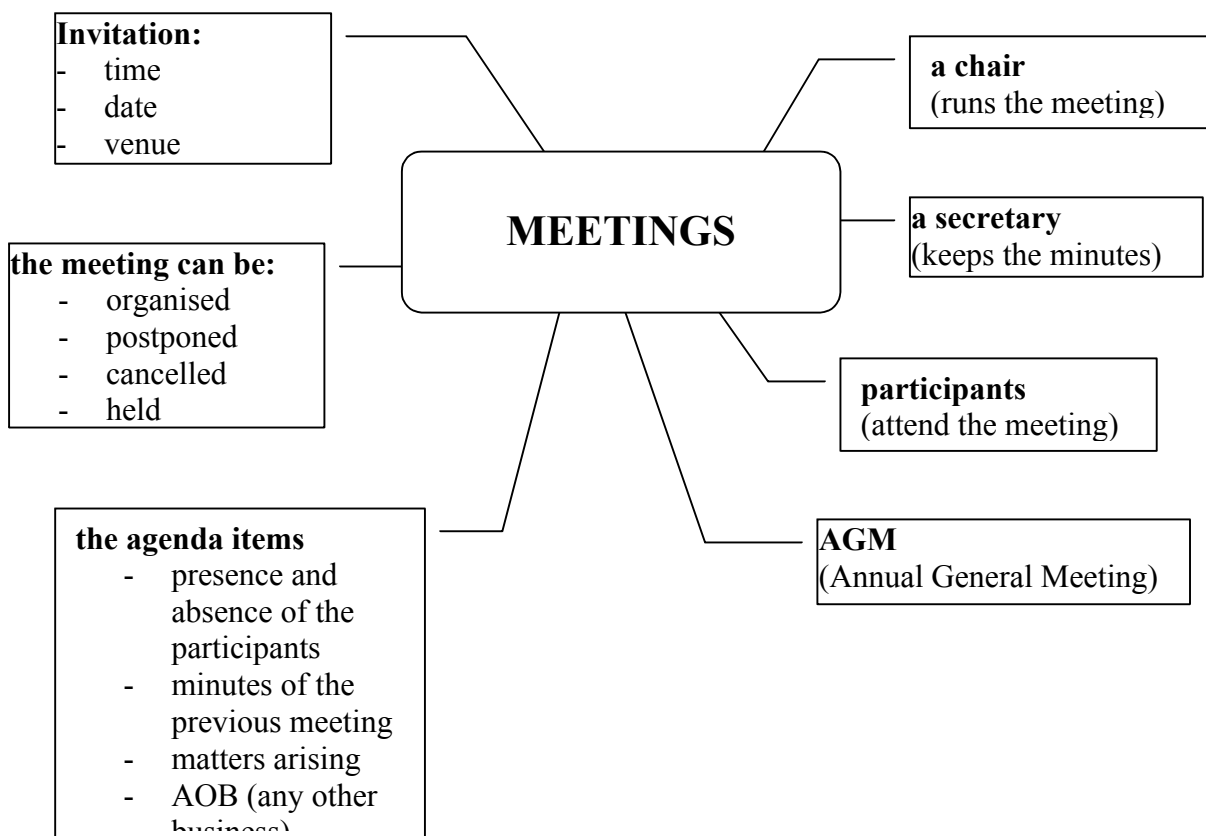 Invitation:
- time
- date
- venue
the meeting can be:
- organised
- postponed
- cancelled
- held
the agenda items
- presence and
absence of the
participants
- minutes of the
previous meeting
- matters arising
- AOB (any other
business)
MEETINGS
a chair
(runs the meeting)
a secretary
(keeps the minutes)
participants
(attend the meeting)
AGM
(Annual General Meeting)